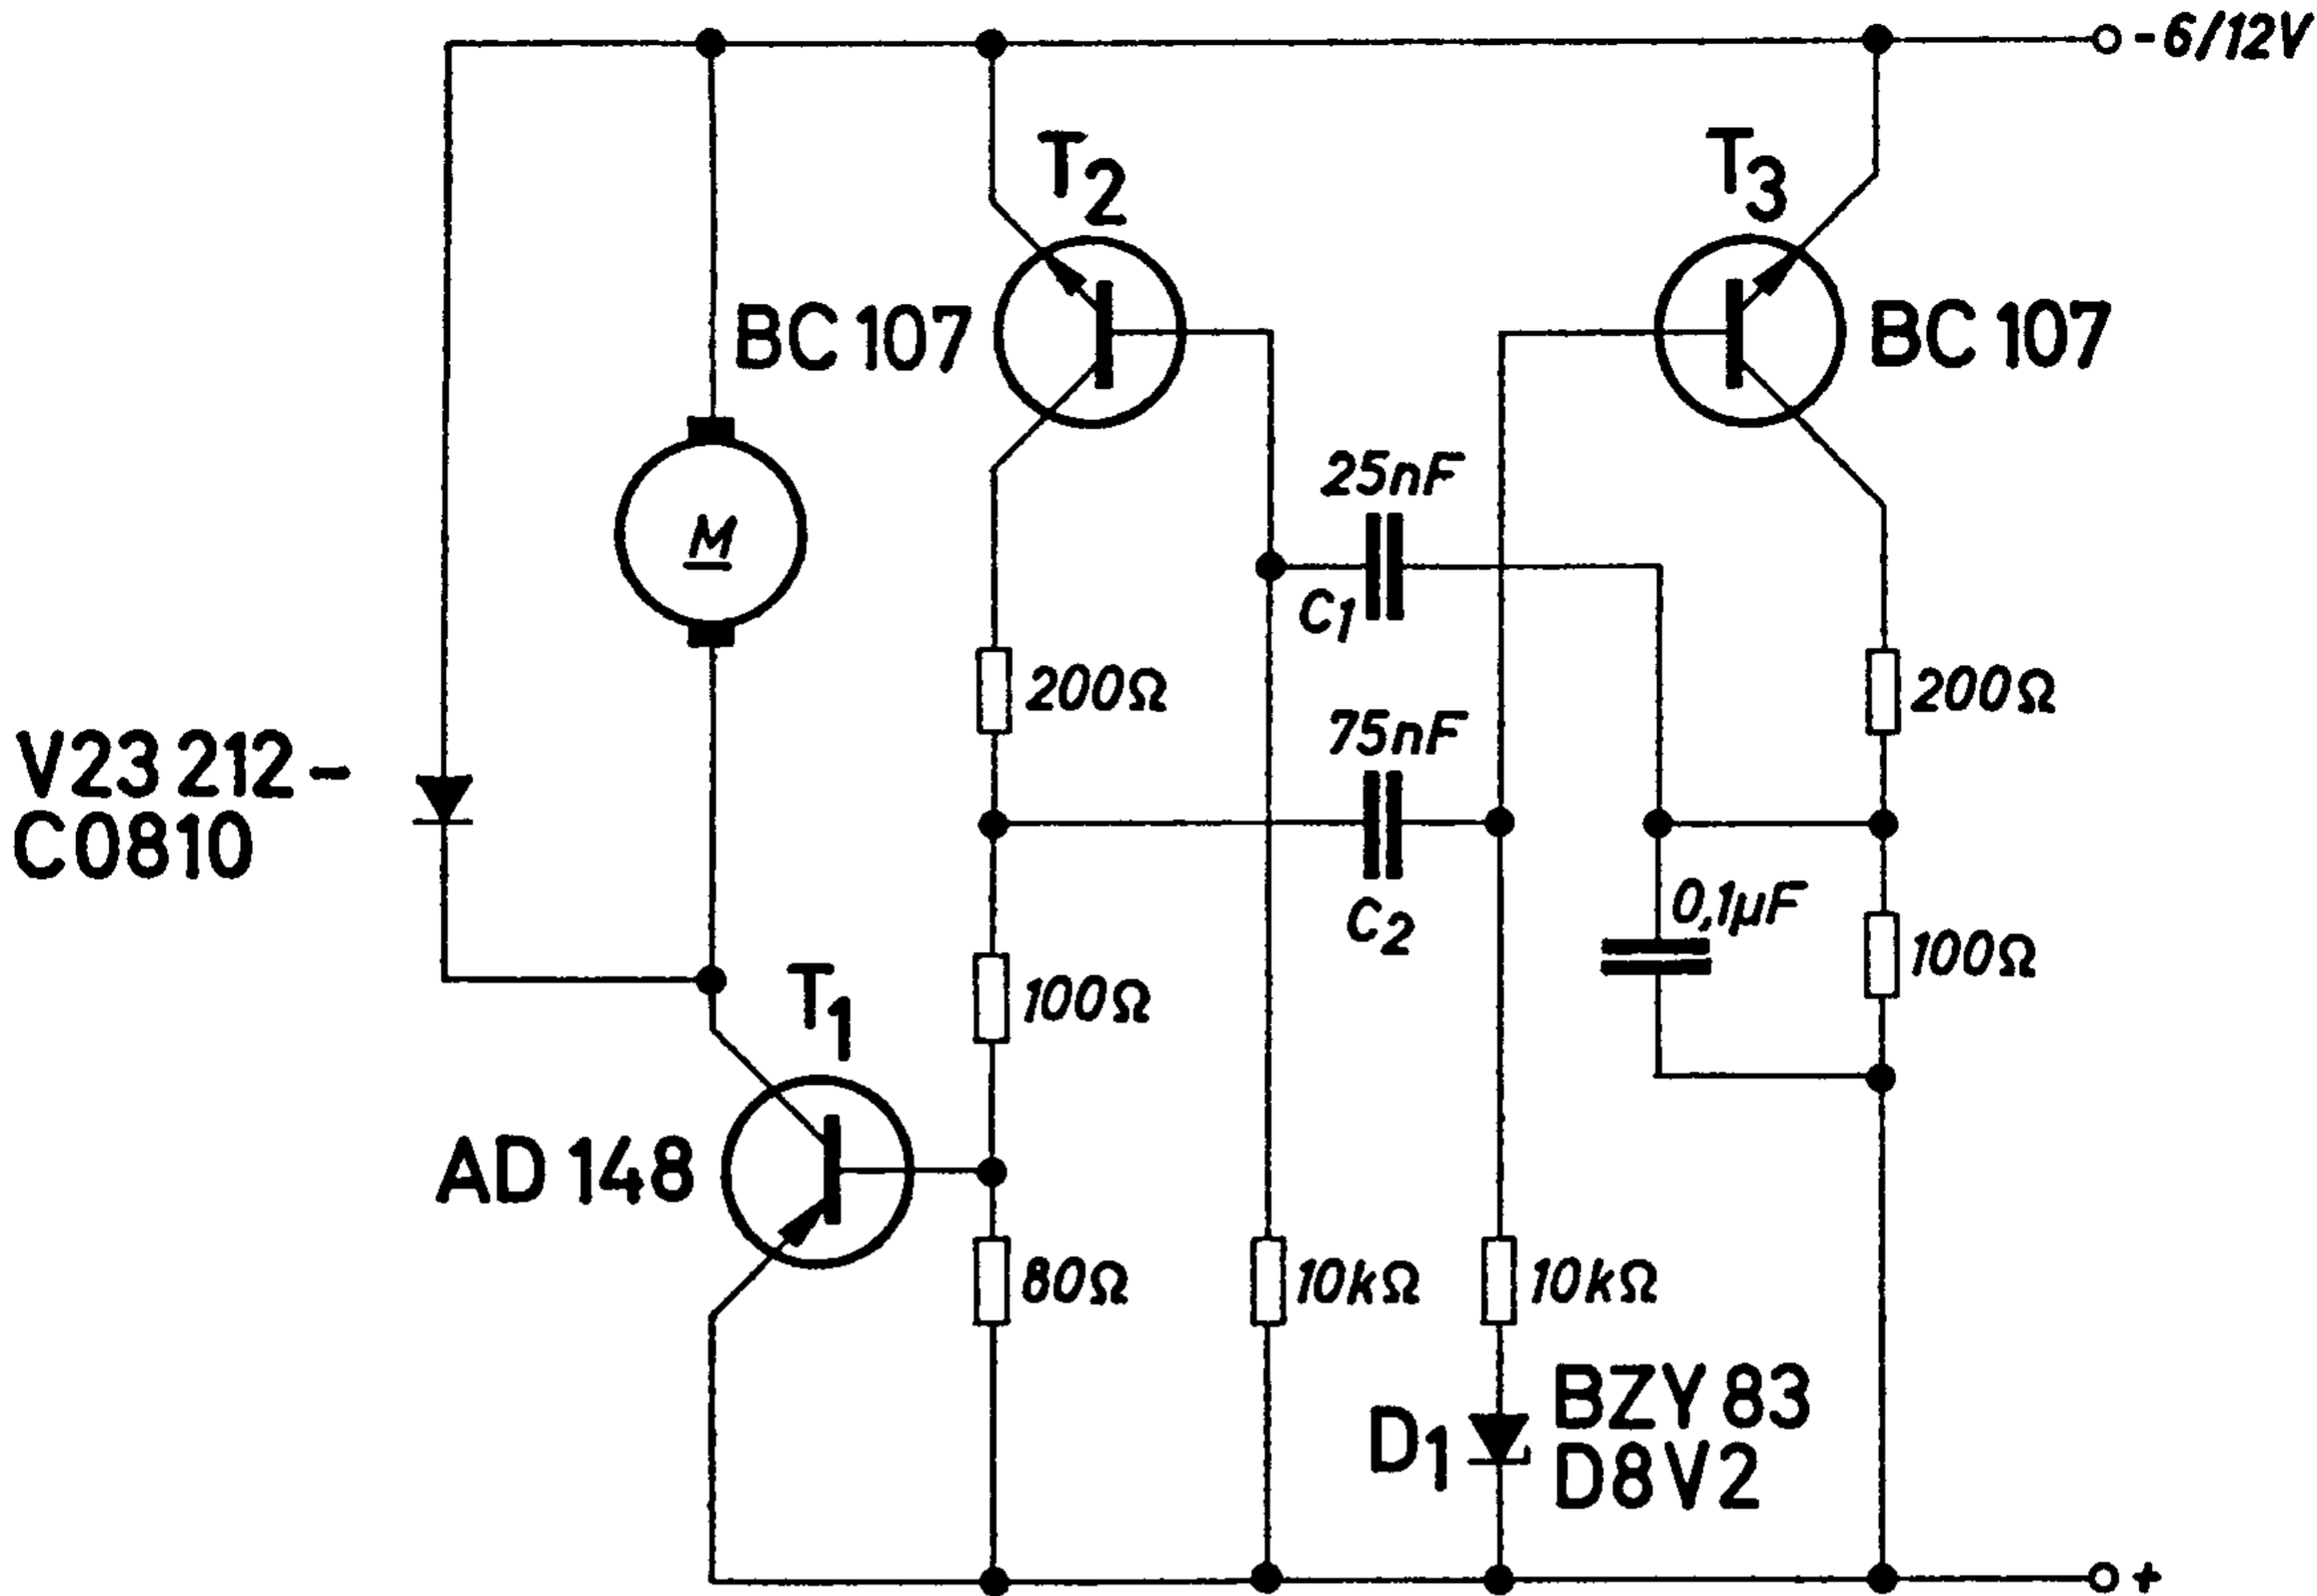 -6/12V
T2
T3
BC 107
BC 107
25nF
M
C1
200Ω
200Ω
75nF
V23 212-
C0810
0,1µF
C2
100Ω
T1
100Ω
AD 148
80Ω
10kΩ
10kΩ
BZY 83
D1
D8V2
+